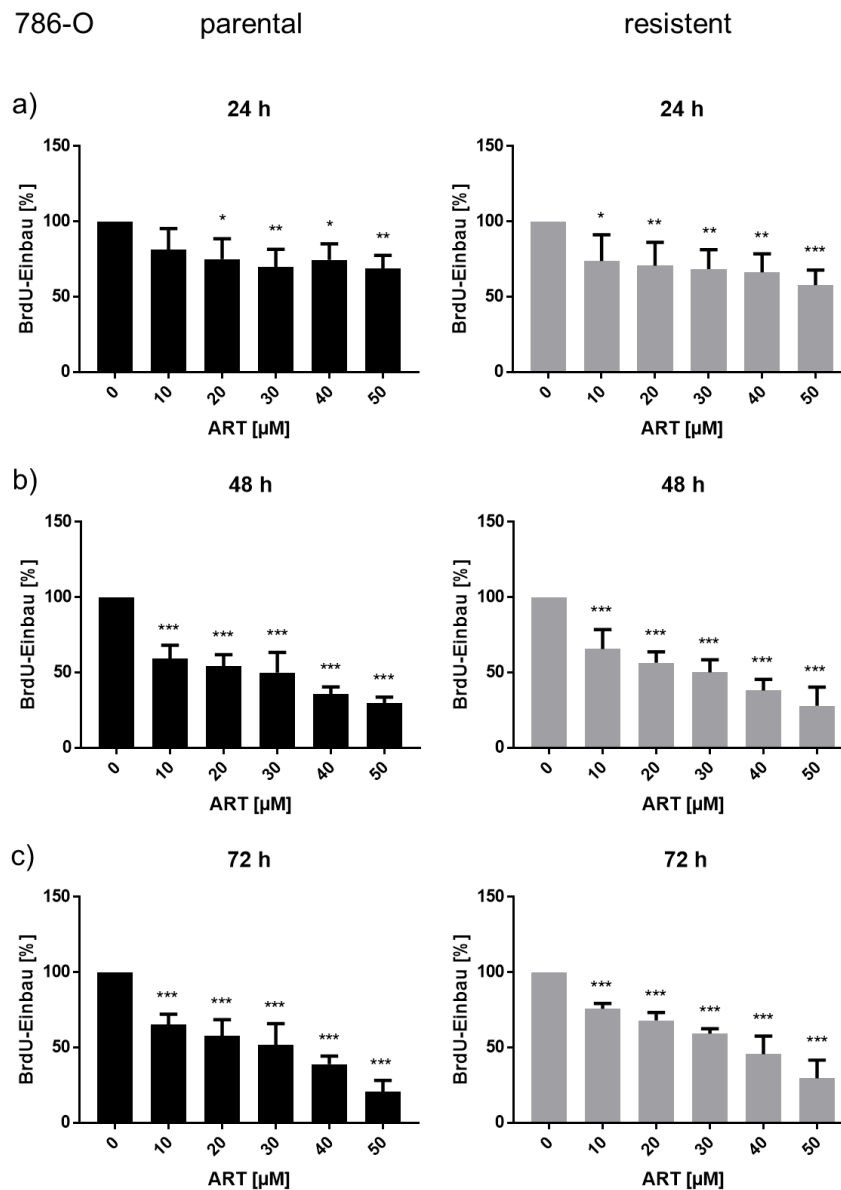 786-O parental resistent
a)
24 h 24 h
BrdU-Einbau [%] BrdU-Einbau [%]
150 150
100 100
50 50
0 0
* ** * ** * ** ** ** ***
0 10 20 30 40 50 0 10 20 30 40 50
ART [µM] ART [µM]
b)
48 h 48 h
BrdU-Einbau [%] BrdU-Einbau [%]
150 150
100 100
50 50
0 0
*** *** *** *** *** *** *** *** *** ***
0 10 20 30 40 50 0 10 20 30 40 50
ART [µM] ART [µM]
c)
72 h 72 h
BrdU-Einbau [%] BrdU-Einbau [%]
150 150
100 100
50 50
0 0
*** *** *** *** *** *** *** *** *** ***
0 10 20 30 40 50 0 10 20 30 40 50
ART [µM] ART [µM]